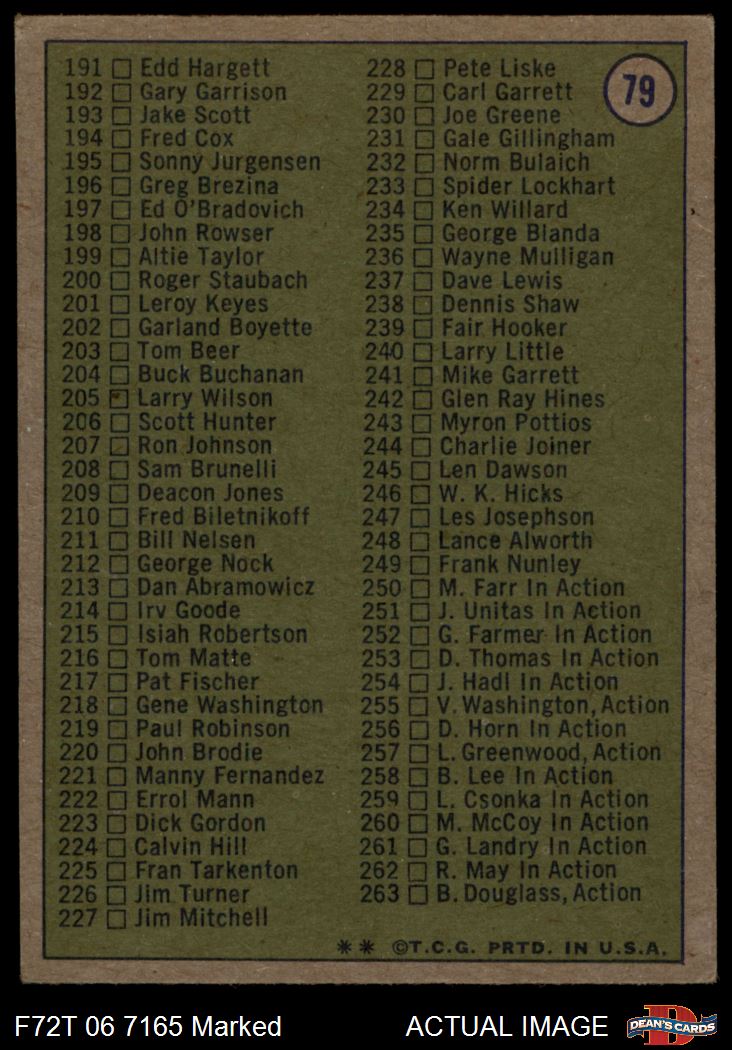 79
191 Edd Hargett
192 Gary Garrison
193 Jake Scott
194 Fred Cox
195 Sonny Jurgensen
196 Greg Brezina
197 Ed O'Bradovich
198 John Rowser
199 Altie Taylor
200 Roger Staubach
201 Leroy Keyes
202 Garland Boyette
203 Tom Beer
204 Buck Buchanan
205 Larry Wilson
206 Scott Hunter
207 Ron Johnson
208 Sam Brunelli
209 Deacon Jones
210 Fred Biletnikoff
211 Bill Nelsen
212 George Nock
213 Dan Abramowicz
214 Irv Goode
215 Isiah Robertson
216 Tom Matte
217 Pat Fischer
218 Gene Washington
219 Paul Robinson
220 John Brodie
221 Manny Fernandez
222 Errol Mann
223 Dick Gordon
224 Calvin Hill
225 Fran Tarkenton
226 Jim Turner
227 Jim Mitchell
228 Pete Liske
229 Carl Garrett
230 Joe Greene
231 Gale Gillingham
232 Norm Bulaich
233 Spider Lockhart
234 Ken Willard
235 George Blanda
236 Wayne Mulligan
237 Dave Lewis
238 Dennis Shaw
239 Fair Hooker
240 Larry Little
241 Mike Garrett
242 Glen Ray Hines
243 Myron Pottios
244 Charlie Joiner
245 Len Dawson
246 W. K. Hicks
247 Les Josephson
248 Lance Alworth
249 Frank Nunley
250 M. Farr In Action
251 J. Unitas In Action
252 G. Farmer In Action
253 D. Thomas In Action
254 J. Hadl In Action
255 V. Washington, Action
256 D. Horn In Action
257 L. Greenwood, Action
258 B. Lee In Action
259 L. Csonka In Action
260 M. McCoy In Action
261 G. Landry In Action
262 R. May In Action
263 B. Douglass, Action
** ©T.C.G. PRTD. IN U.S.A.
F72T 06 7165 Marked
ACTUAL IMAGE
D
DEAN'S CARDS